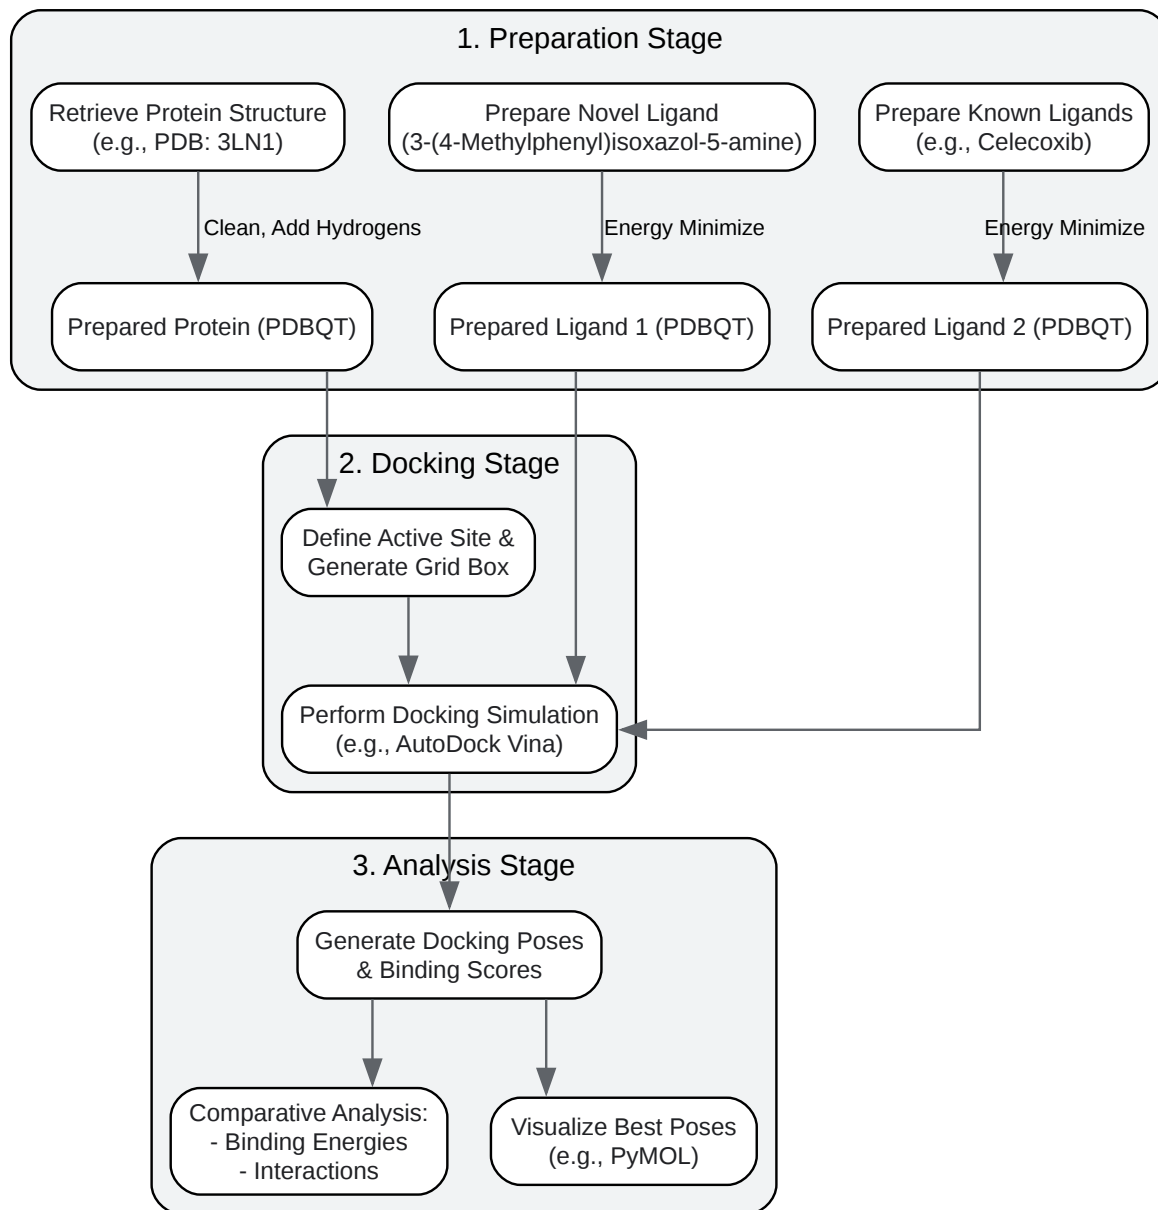 1. Preparation Stage
Retrieve Protein Structure
(e.g., PDB: 3LN1)
Prepare Novel Ligand
(3-(4-Methylphenyl)isoxazol-5-amine)
Prepare Known Ligands
(e.g., Celecoxib)
Clean, Add Hydrogens
Energy Minimize
Energy Minimize
Prepared Protein (PDBQT)
Prepared Ligand 1 (PDBQT)
Prepared Ligand 2 (PDBQT)
2. Docking Stage
Define Active Site &
Generate Grid Box
Perform Docking Simulation
(e.g., AutoDock Vina)
3. Analysis Stage
Generate Docking Poses
& Binding Scores
Comparative Analysis:
- Binding Energies
- Interactions
Visualize Best Poses
(e.g., PyMOL)